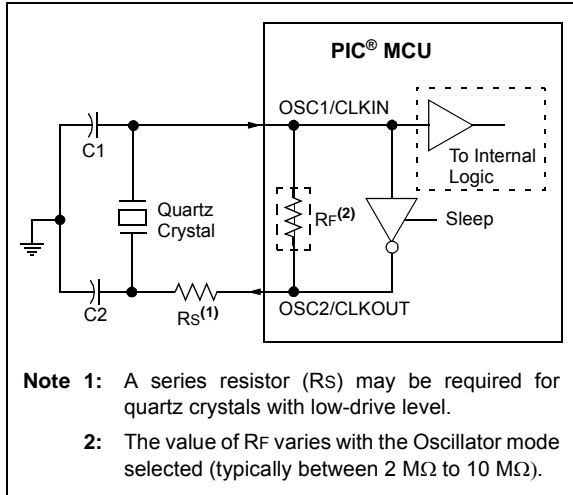 PIC® MCU
OSC1/CLKIN
C1
To Internal
Logic
Quartz
Crystal
RF(2)
Sleep
C2
RS(1)
OSC2/CLKOUT
Note 1: A series resistor (RS) may be required for
quartz crystals with low-drive level.
2: The value of RF varies with the Oscillator mode
selected (typically between 2 MΩ to 10 MΩ).